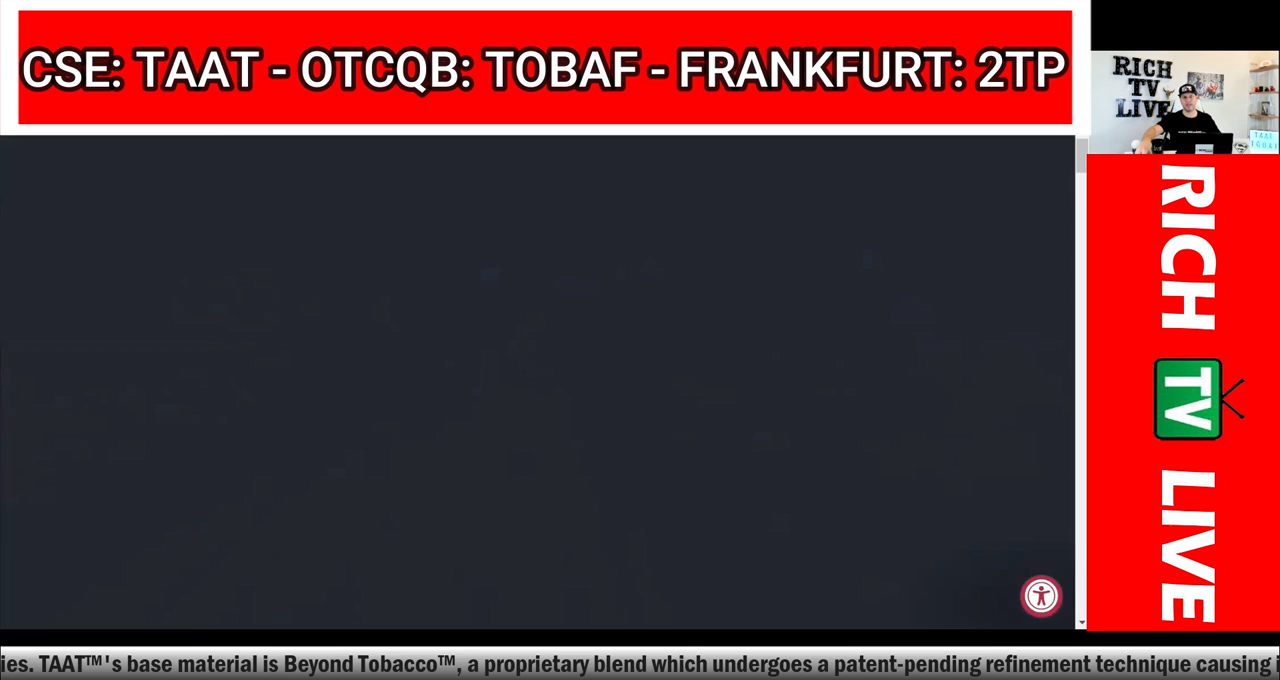 CSE: TAAT - OTCQB: TOBAF - FRANKFURT: 2TP
RICH
TV
LIVE
TAAT
RICH
TV
LIVE
ies. TAAT™'s base material is Beyond Tobacco™, a proprietary blend which undergoes a patent-pending refinement technique causing